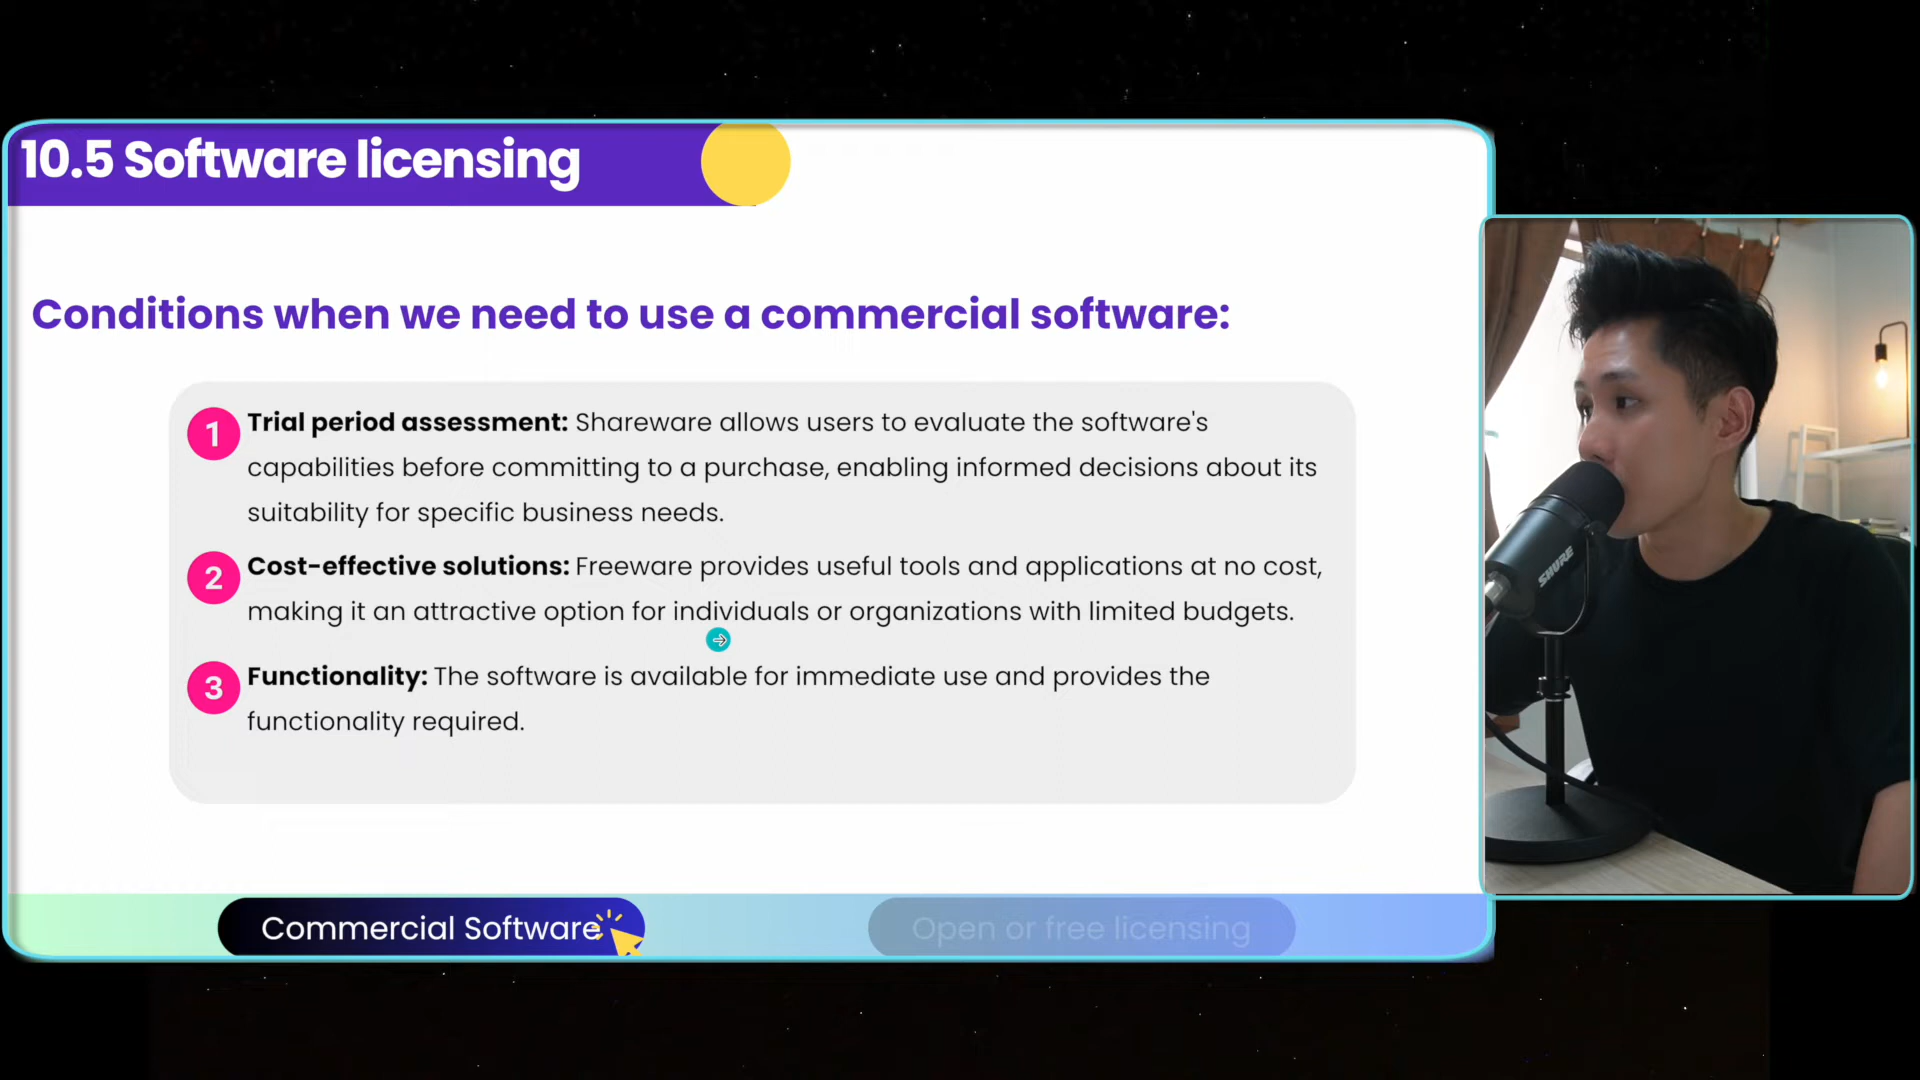 10.5 Software licensing
Conditions when we need to use a commercial software:
1 Trial period assessment: Shareware allows users to evaluate the software's
capabilities before committing to a purchase, enabling informed decisions about its
suitability for specific business needs.
2 Cost-effective solutions: Freeware provides useful tools and applications at no cost,
making it an attractive option for individuals or organizations with limited budgets.
3 Functionality: The software is available for immediate use and provides the
functionality required.
SHURE
Commercial Software
Open or free licensing